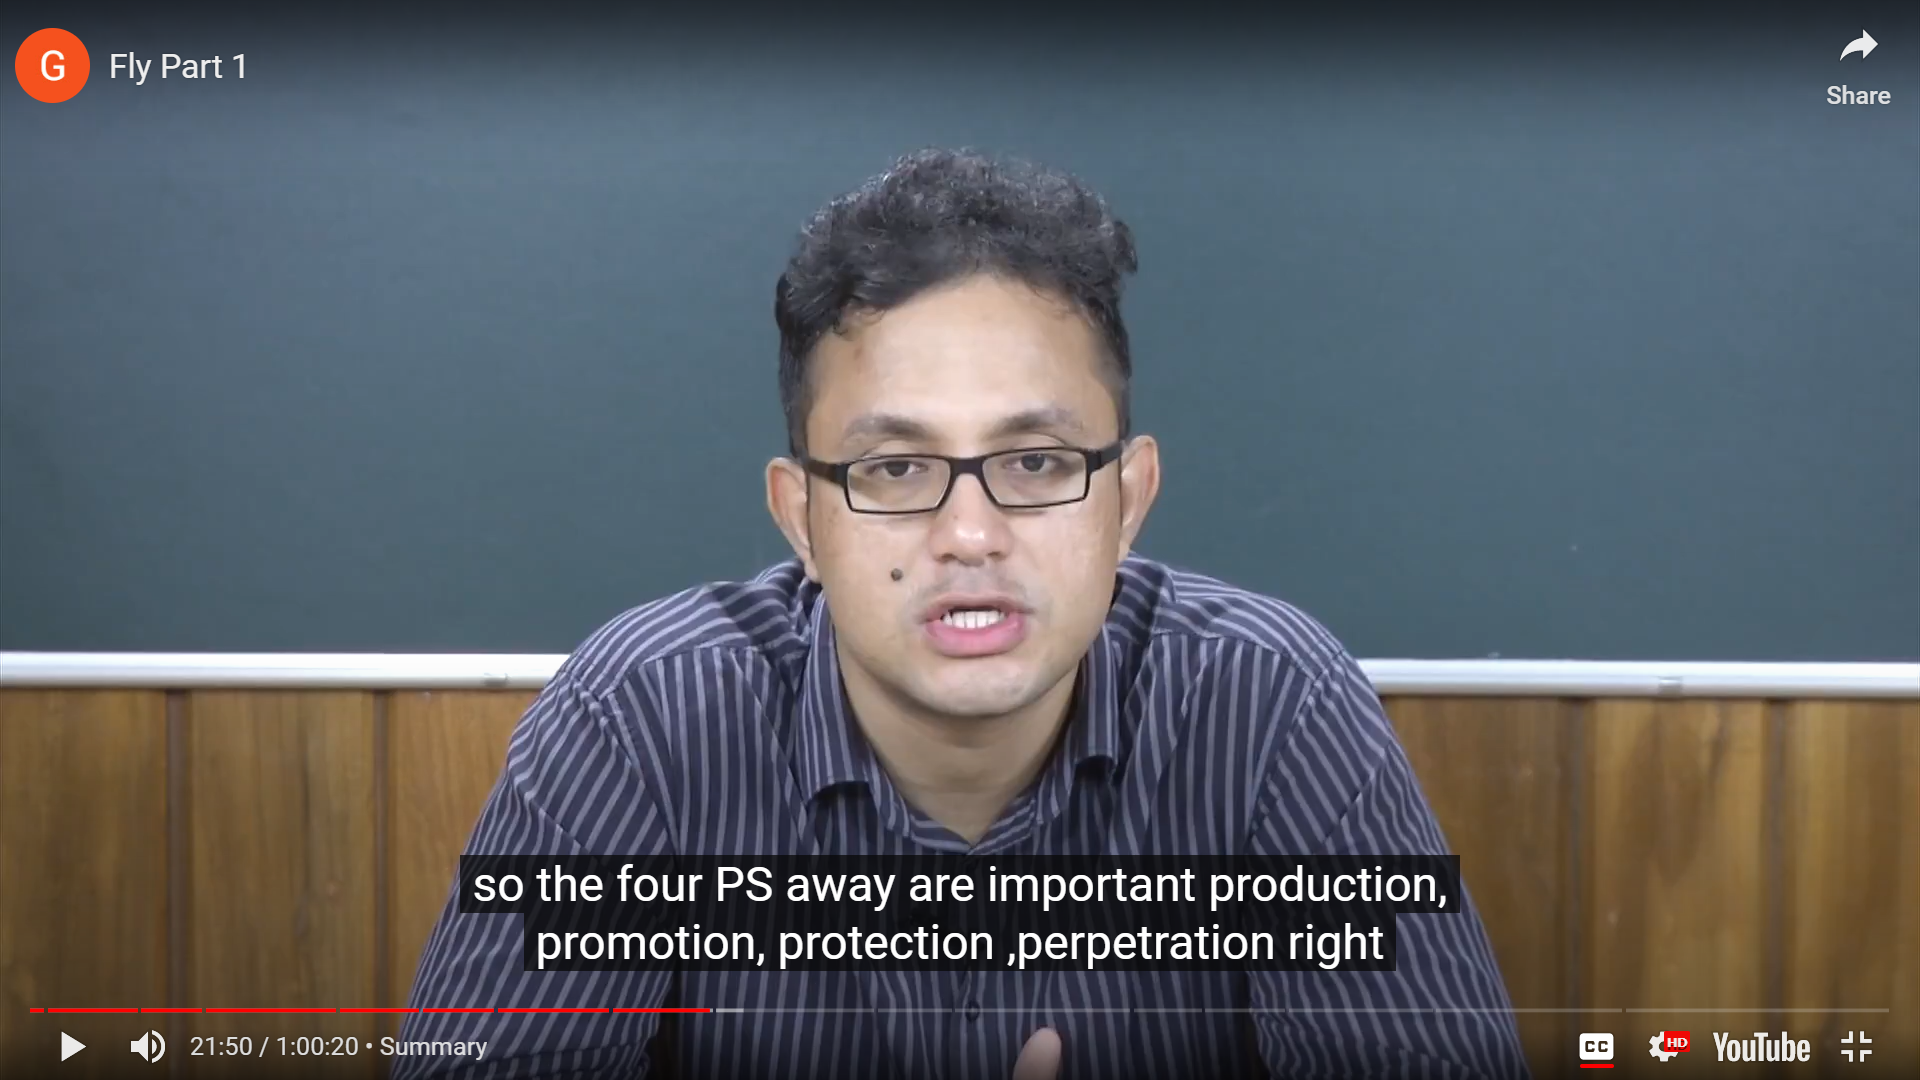 G Fly Part 1
Share
so the four PS away are important production,
promotion, protection ,perpetration right
21:50 / 1:00:20 • Summary
CC HD YouTube